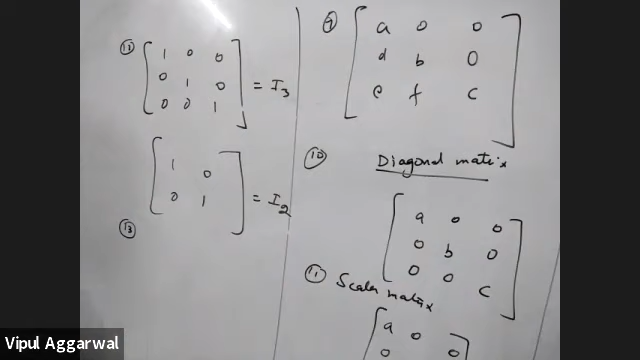 12
1 0 0
0 1 0
0 0 1
= I3
1 0
0 1
= I2
13
9
a 0 0
d b 0
e f c
10 Diagonal matrix
a 0 0
0 b 0
0 0 c
11 Scalar matrix
a 0
0 0
Vipul Aggarwal